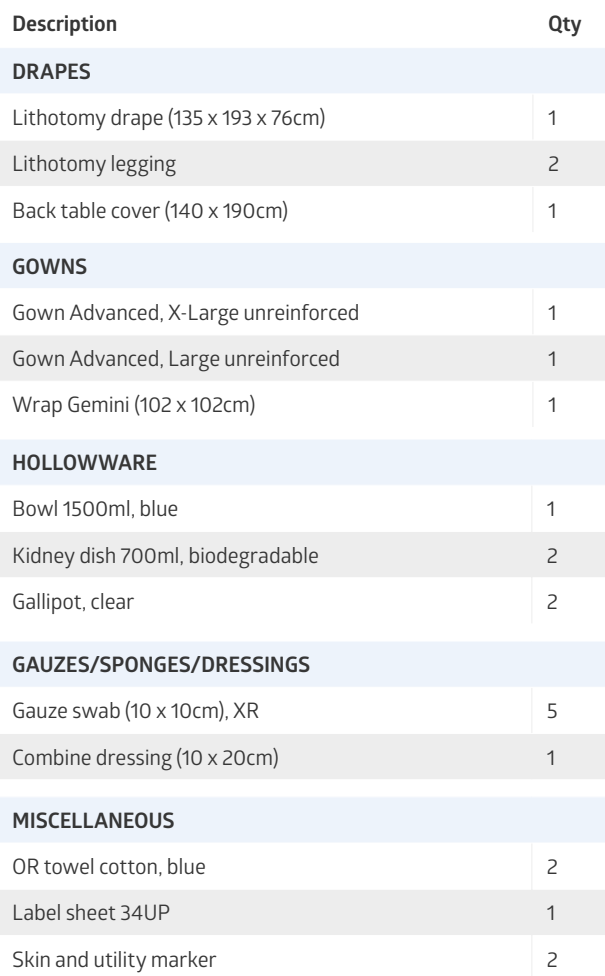 Description Qty
DRAPES
Lithotomy drape (135 x 193 x 76cm) 1
Lithotomy legging 2
Back table cover (140 x 190cm) 1
GOWNS
Gown Advanced, X-Large unreinforced 1
Gown Advanced, Large unreinforced 1
Wrap Gemini (102 x 102cm) 1
HOLLOWWARE
Bowl 1500ml, blue 1
Kidney dish 700ml, biodegradable 2
Gallipot, clear 2
GAUZES/SPONGES/DRESSINGS
Gauze swab (10 x 10cm), XR 5
Combine dressing (10 x 20cm) 1
MISCELLANEOUS
OR towel cotton, blue 2
Label sheet 34UP 1
Skin and utility marker 2